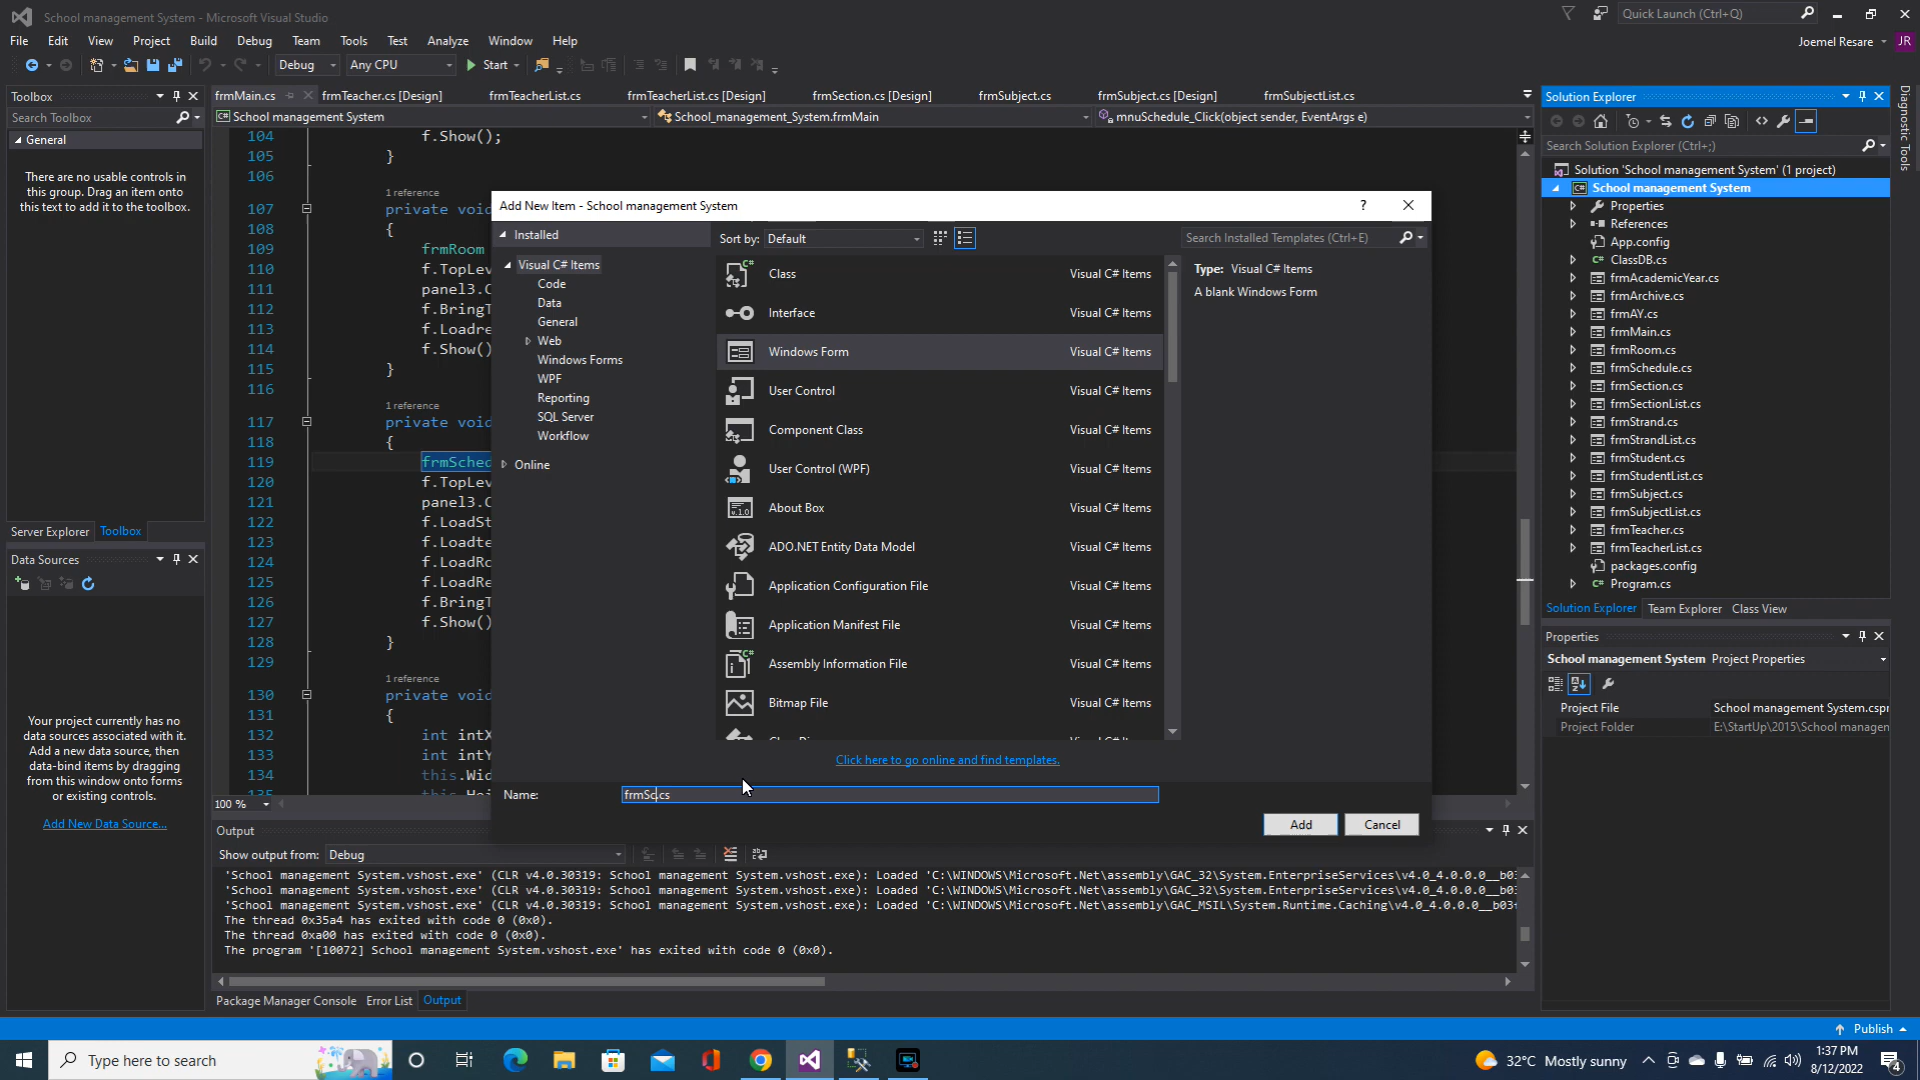 School management System - Microsoft Visual Studio
Quick Launch (Ctrl+Q)
File Edit View Project Build Debug Team Tools Test Analyze Window Help
Joemel Resare JR
Debug Any CPU Start
Toolbox
Search Toolbox
General
There are no usable controls in
this group. Drag an item onto
this text to add it to the toolbox.
Server Explorer Toolbox
Data Sources
Your project currently has no
data sources associated with it.
Add a new data source, then
data-bind items by dragging
from this window onto forms
or existing controls.
Add New Data Source...
frmMain.cs frmTeacher.cs [Design] frmTeacherList.cs frmTeacherList.cs [Design] frmSection.cs [Design] frmSubject.cs frmSubject.cs [Design] frmSubjectList.cs
School management System School_management_System.frmMain mnuSchedule_Click(object sender, EventArgs e)
104 f.Show();
105 }
106
1 reference
107 private void
108 {
109 frmRoom
110 f.TopLev
111 panel3.C
112 f.BringT
113 f.Loadre
114 f.Show()
115 }
116
1 reference
117 private void
118 {
119 frmSched
120 f.TopLev
121 panel3.C
122 f.LoadSt
123 f.Loadte
124 f.LoadRo
125 f.LoadRe
126 f.BringT
127 f.Show()
128 }
129
1 reference
130 private void
131 {
132 int intX
133 int intY
134 this.Wid
100 %
Add New Item - School management System ?
Installed
Visual C# Items
Code
Data
General
Web
Windows Forms
WPF
Reporting
SQL Server
Workflow
Online
Sort by: Default
Search Installed Templates (Ctrl+E)
Class Visual C# Items
Interface Visual C# Items
Windows Form Visual C# Items
User Control Visual C# Items
Component Class Visual C# Items
User Control (WPF) Visual C# Items
About Box Visual C# Items
ADO.NET Entity Data Model Visual C# Items
Application Configuration File Visual C# Items
Application Manifest File Visual C# Items
Assembly Information File Visual C# Items
Bitmap File Visual C# Items
Type: Visual C# Items
A blank Windows Form
Click here to go online and find templates.
Name: frmSc.cs
Add Cancel
Output
Show output from: Debug
'School management System.vshost.exe' (CLR v4.0.30319: School management System.vshost.exe): Loaded 'C:\WINDOWS\Microsoft.Net\assembly\GAC_32\System.EnterpriseServices\v4.0_4.0.0.0__b03
'School management System.vshost.exe' (CLR v4.0.30319: School management System.vshost.exe): Loaded 'C:\WINDOWS\Microsoft.Net\assembly\GAC_32\System.EnterpriseServices\v4.0_4.0.0.0__b03
'School management System.vshost.exe' (CLR v4.0.30319: School management System.vshost.exe): Loaded 'C:\WINDOWS\Microsoft.Net\assembly\GAC_MSIL\System.Runtime.Caching\v4.0_4.0.0.0__b03
The thread 0x35a4 has exited with code 0 (0x0).
The thread 0xa00 has exited with code 0 (0x0).
The program '[10072] School management System.vshost.exe' has exited with code 0 (0x0).
Package Manager Console Error List Output
Solution Explorer
Search Solution Explorer (Ctrl+;)
Solution 'School management System' (1 project)
School management System
Properties
References
App.config
ClassDB.cs
frmAcademicYear.cs
frmArchive.cs
frmAY.cs
frmMain.cs
frmRoom.cs
frmSchedule.cs
frmSection.cs
frmSectionList.cs
frmStrand.cs
frmStrandList.cs
frmStudent.cs
frmStudentList.cs
frmSubject.cs
frmSubjectList.cs
frmTeacher.cs
frmTeacherList.cs
packages.config
Program.cs
Solution Explorer Team Explorer Class View
Properties
School management System Project Properties
Project File School management System.cspr
Project Folder E:\StartUp\2015\School managen
Diagnostic Tools
Publish
Type here to search
32°C Mostly sunny
1:37 PM
8/12/2022
4